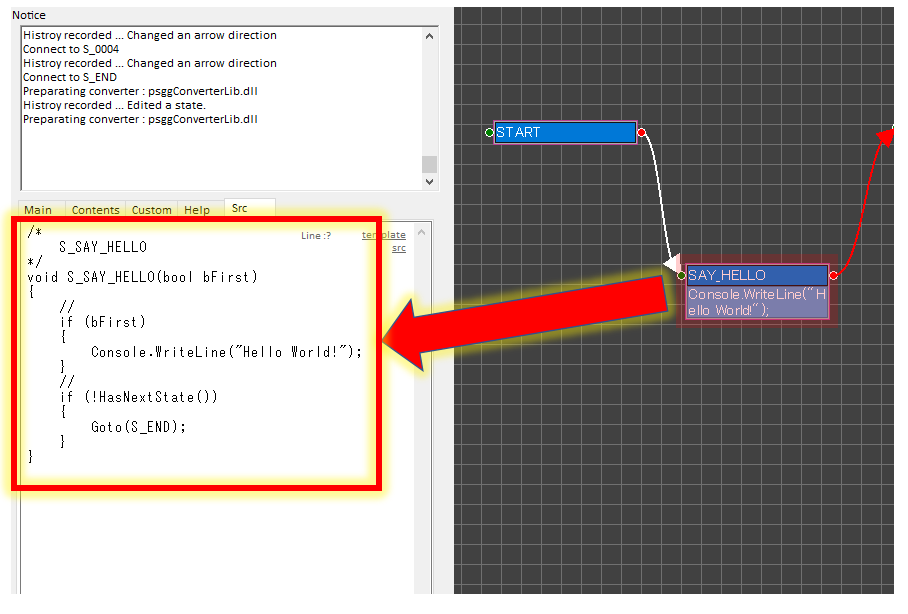 Notice
Histroy recorded ... Changed an arrow direction
Connect to S_0004
Histroy recorded ... Changed an arrow direction
Connect to S_END
Preparating converter : psggConverterLib.dll
Histroy recorded ... Edited a state.
Preparating converter : psggConverterLib.dll
Main Contents Custom Help Src
Line :? template
src
/*
    S_SAY_HELLO
*/
void S_SAY_HELLO(bool bFirst)
{
    //
    if (bFirst)
    {
        Console.WriteLine("Hello World!");
    }
    //
    if (!HasNextState())
    {
        Goto(S_END);
    }
}
START
SAY_HELLO
Console.WriteLine("H
ello World!");